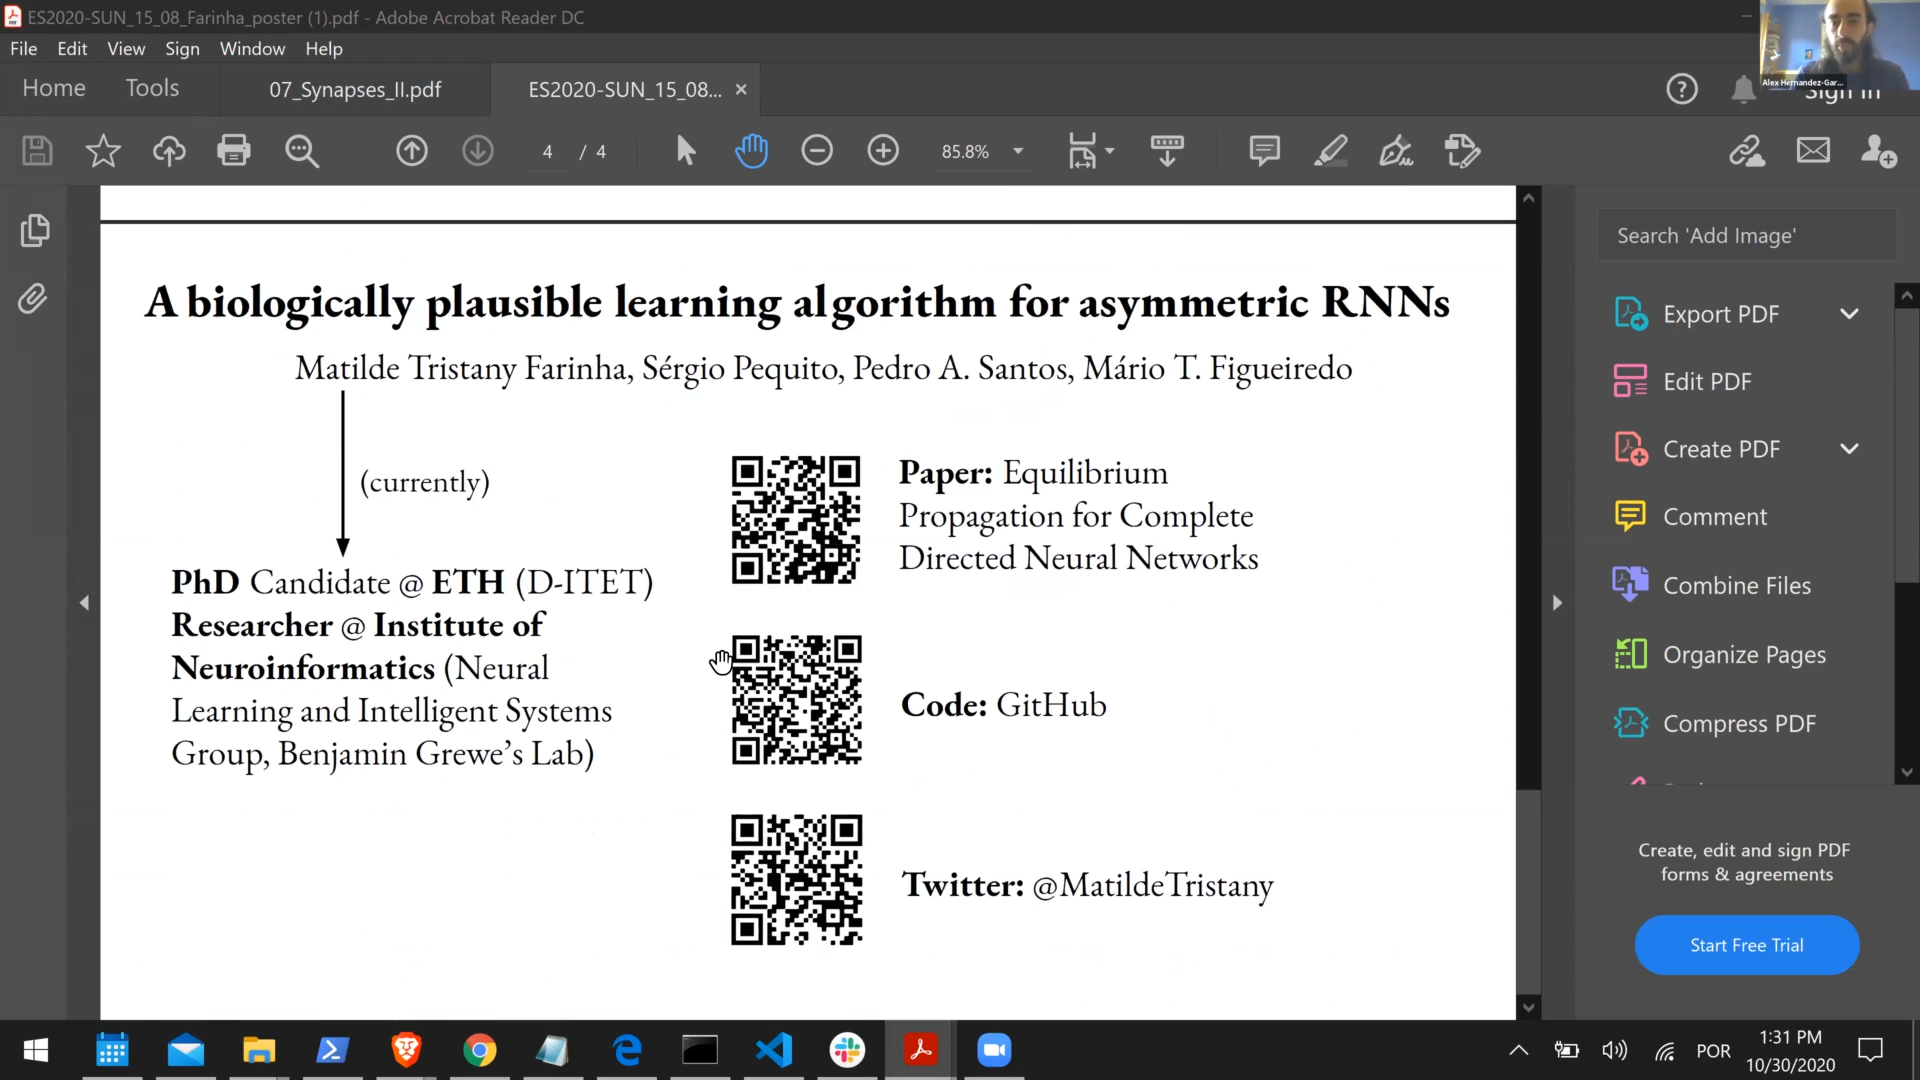 ES2020-SUN_15_08_Farinha_poster (1).pdf - Adobe Acrobat Reader DC
File Edit View Sign Window Help
Home Tools 07_Synapses_II.pdf ES2020-SUN_15_08...
Alex Hernandez-Gar...
Sign In
4 / 4
85.8%
A biologically plausible learning algorithm for asymmetric RNNs
Matilde Tristany Farinha, Sérgio Pequito, Pedro A. Santos, Mário T. Figueiredo
(currently)
PhD Candidate @ ETH (D-ITET)
Researcher @ Institute of
Neuroinformatics (Neural
Learning and Intelligent Systems
Group, Benjamin Grewe’s Lab)
Paper: Equilibrium
Propagation for Complete
Directed Neural Networks
Code: GitHub
Twitter: @MatildeTristany
Search 'Add Image'
Export PDF
Edit PDF
Create PDF
Comment
Combine Files
Organize Pages
Compress PDF
Create, edit and sign PDF
forms & agreements
Start Free Trial
POR
1:31 PM
10/30/2020